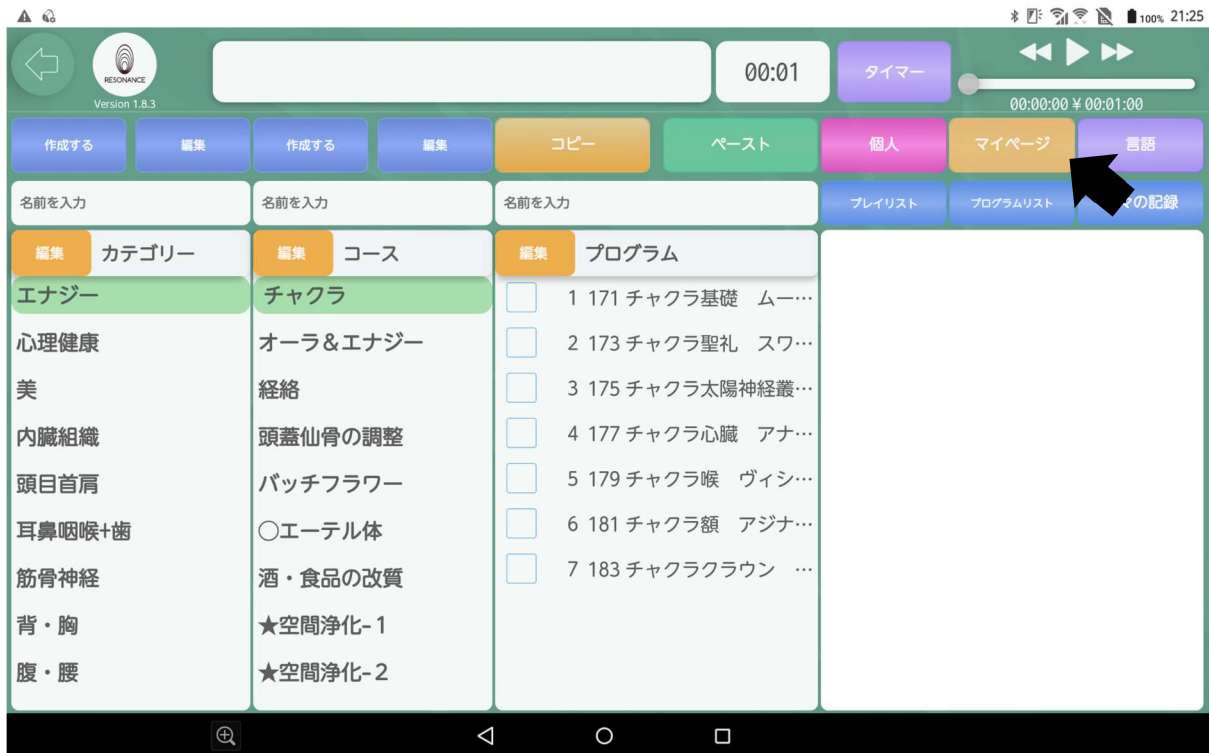 100% 21:25
RESONANCE
Version 1.8.3
00:01
タイマー
00:00:00 ¥ 00:01:00
作成する 編集 作成する 編集 コピー ペースト 個人 マイページ 言語
名前を入力 名前を入力 名前を入力 プレイリスト プログラムリスト の記録
編集 カテゴリー 編集 コース 編集 プログラム
エナジー
心理健康
美
内臓組織
頭目首肩
耳鼻咽喉+歯
筋骨神経
背・胸
腹・腰
チャクラ
オーラ＆エナジー
経絡
頭蓋仙骨の調整
バッチフラワー
○エーテル体
酒・食品の改質
★空間浄化-1
★空間浄化-2
1 171 チャクラ基礎　ムー…
2 173 チャクラ聖礼　スワ…
3 175 チャクラ太陽神経叢…
4 177 チャクラ心臓　アナ…
5 179 チャクラ喉　ヴィシ…
6 181 チャクラ額　アジナ…
7 183 チャクラクラウン　…